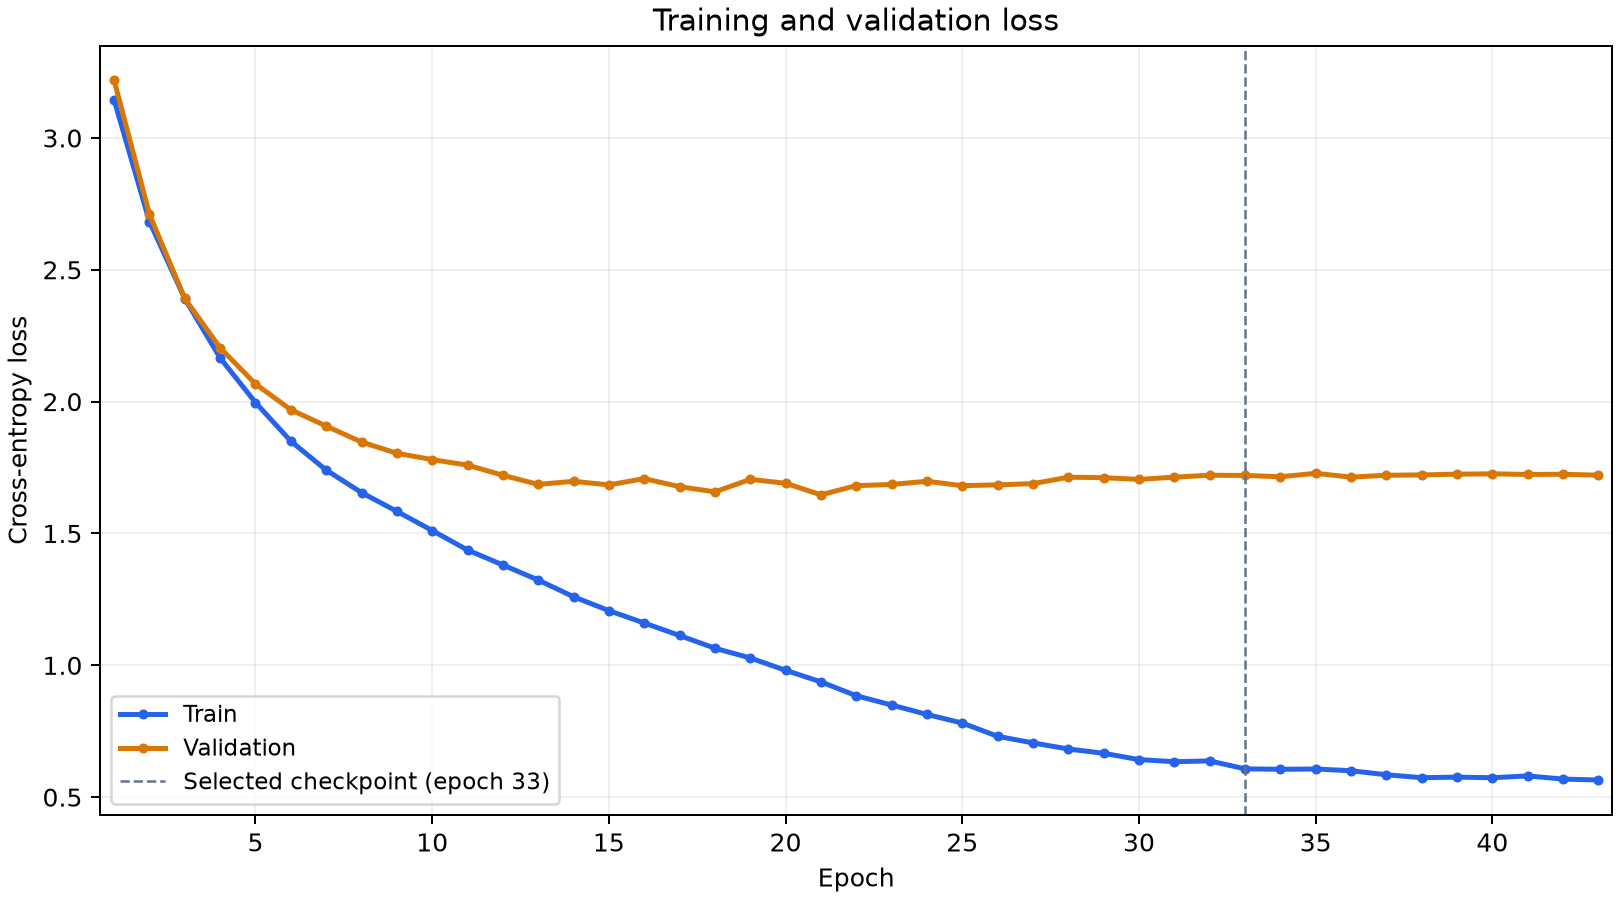 Training and validation loss
Cross-entropy loss
3.0
2.5
2.0
1.5
1.0
0.5
Train
Validation
Selected checkpoint (epoch 33)
5 10 15 20 25 30 35 40
Epoch